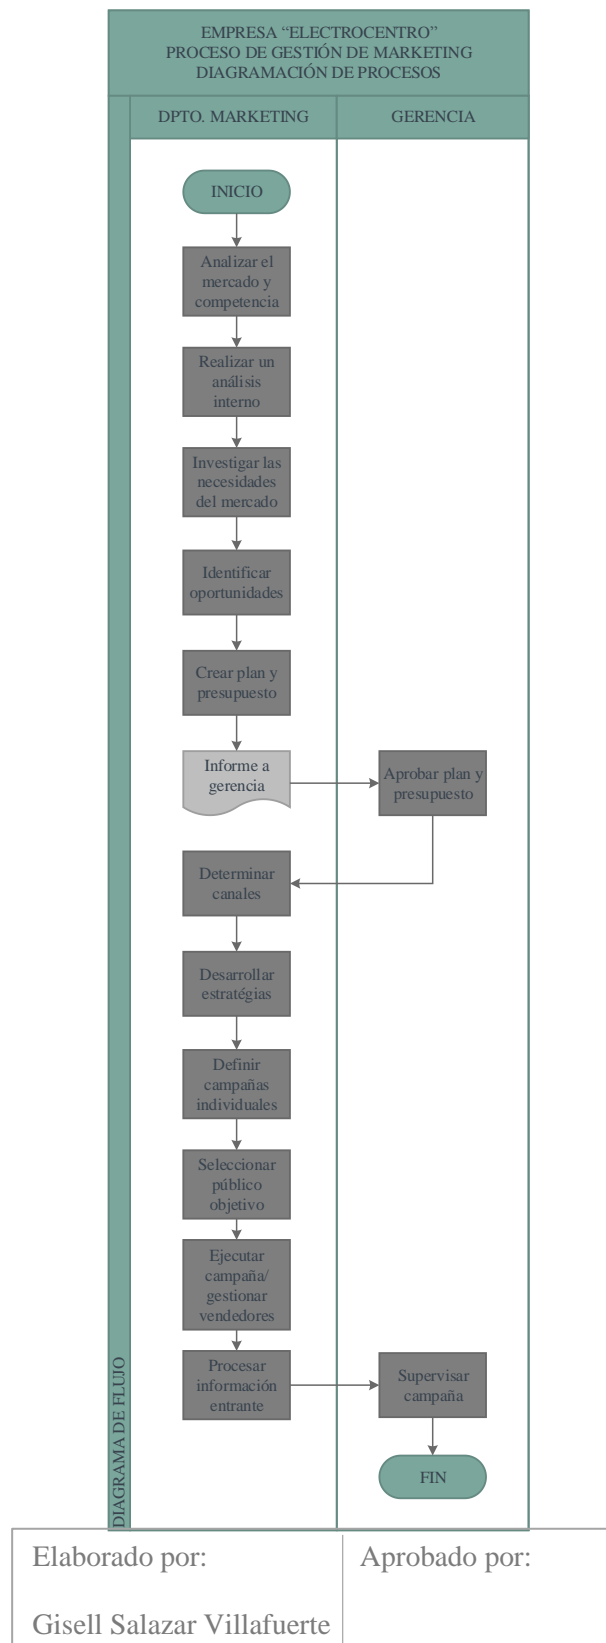 EMPRESA “ELECTROCENTRO”
PROCESO DE GESTIÓN DE MARKETING
DIAGRAMACIÓN DE PROCESOS
DPTO. MARKETING
GERENCIA
INICIO
Analizar el
mercado y
competencia
Realizar un
análisis
interno
Investigar las
necesidades
del mercado
Identificar
oportunidades
Crear plan y
presupuesto
Informe a
gerencia
Aprobar plan y
presupuesto
Determinar
canales
Desarrollar
estratégias
Definir
campañas
individuales
Seleccionar
público
objetivo
Ejecutar
campaña/
gestionar
vendedores
Procesar
información
entrante
Supervisar
campaña
FIN
DIAGRAMA DE FLUJO
Elaborado por:
Gisell Salazar Villafuerte
Aprobado por: